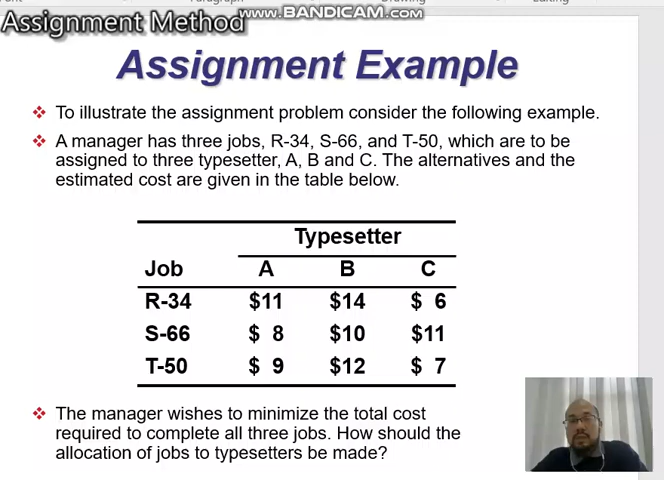 Paragraph
Drawing
Editing
www.BANDICAM.com
Assignment Method
Assignment Example
To illustrate the assignment problem consider the following example.
A manager has three jobs, R-34, S-66, and T-50, which are to be
assigned to three typesetter, A, B and C. The alternatives and the
estimated cost are given in the table below.
Typesetter
Job A B C
R-34 $11 $14 $ 6
S-66 $ 8 $10 $11
T-50 $ 9 $12 $ 7
The manager wishes to minimize the total cost
required to complete all three jobs. How should the
allocation of jobs to typesetters be made?